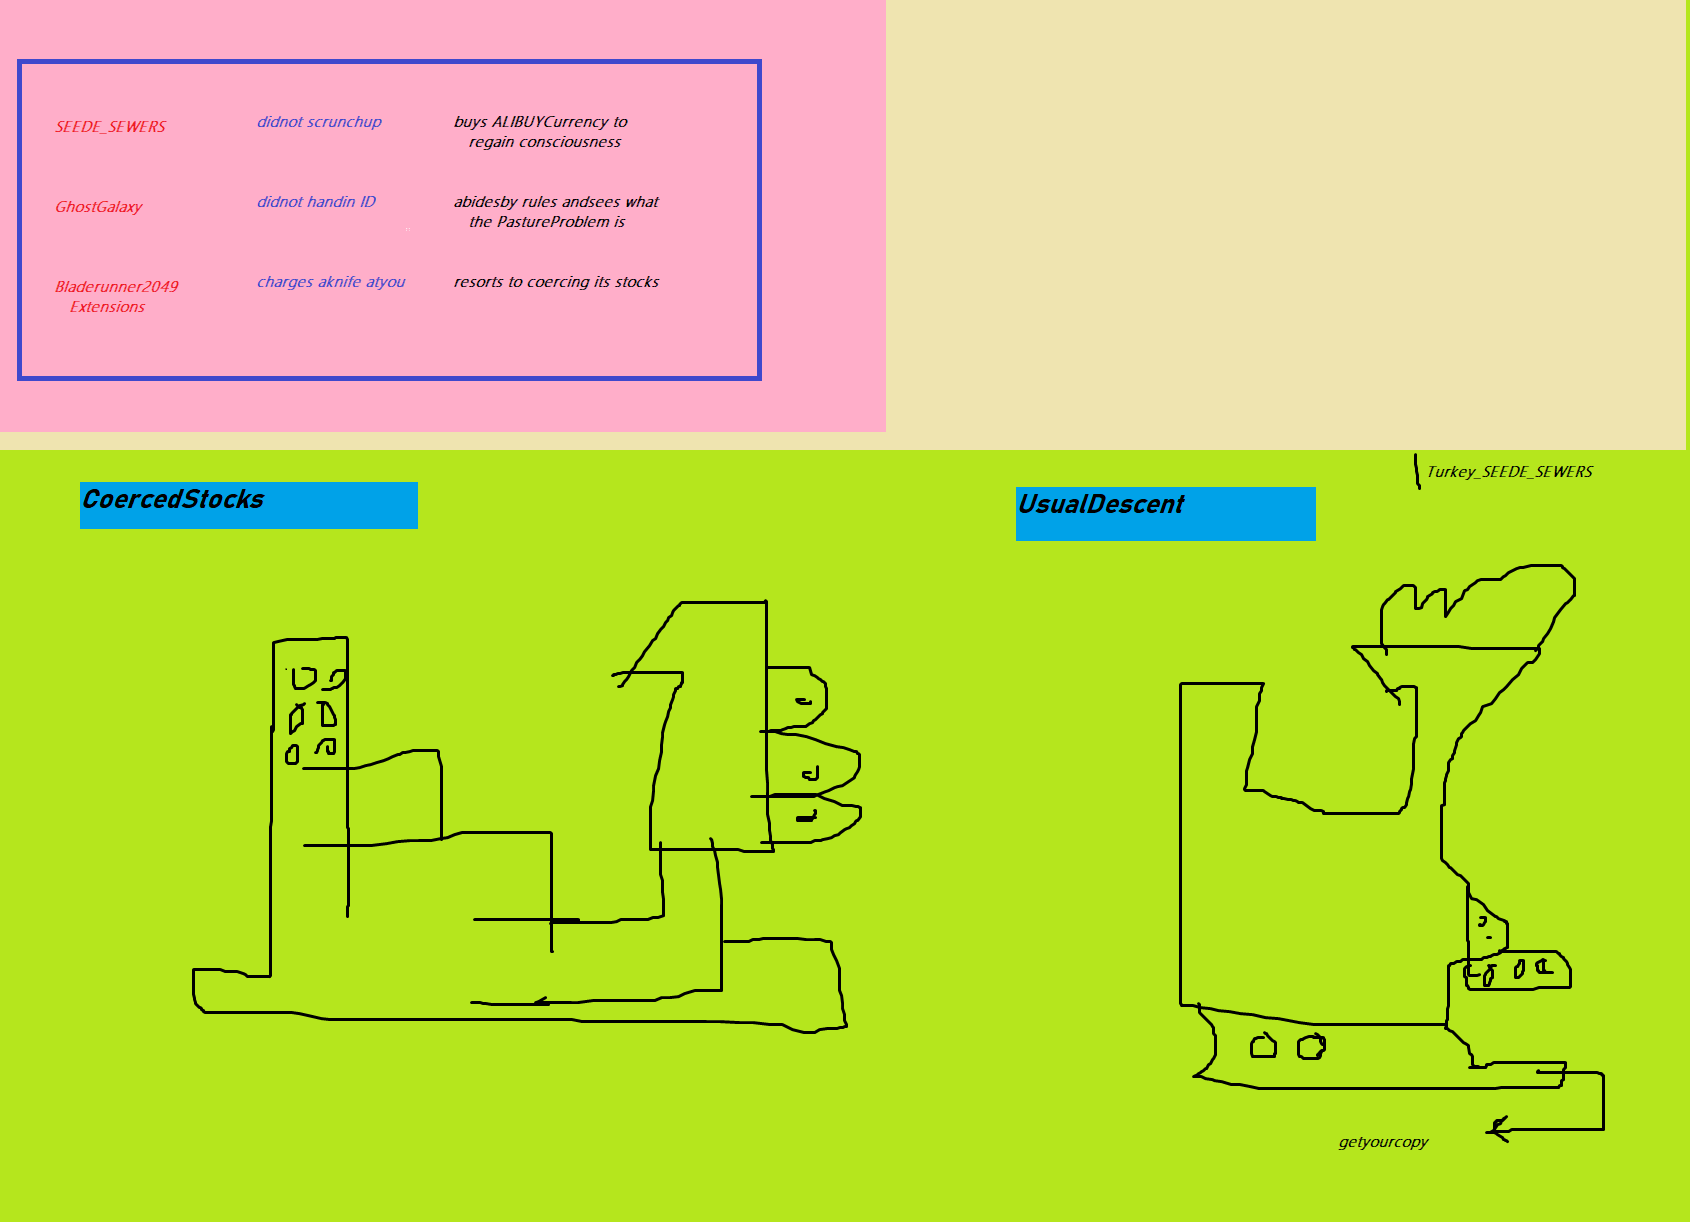 SEEDE_SEWERS didnot scrunchup buys ALIBUYCurrency to
regain consciousness
GhostGalaxy didnot handin ID abidesby rules andsees what
the PastureProblem is
Bladerunner2049 charges aknife atyou resorts to coercing its stocks
Extensions
Turkey_SEEDE_SEWERS
CoercedStocks
UsualDescent
getyourcopy